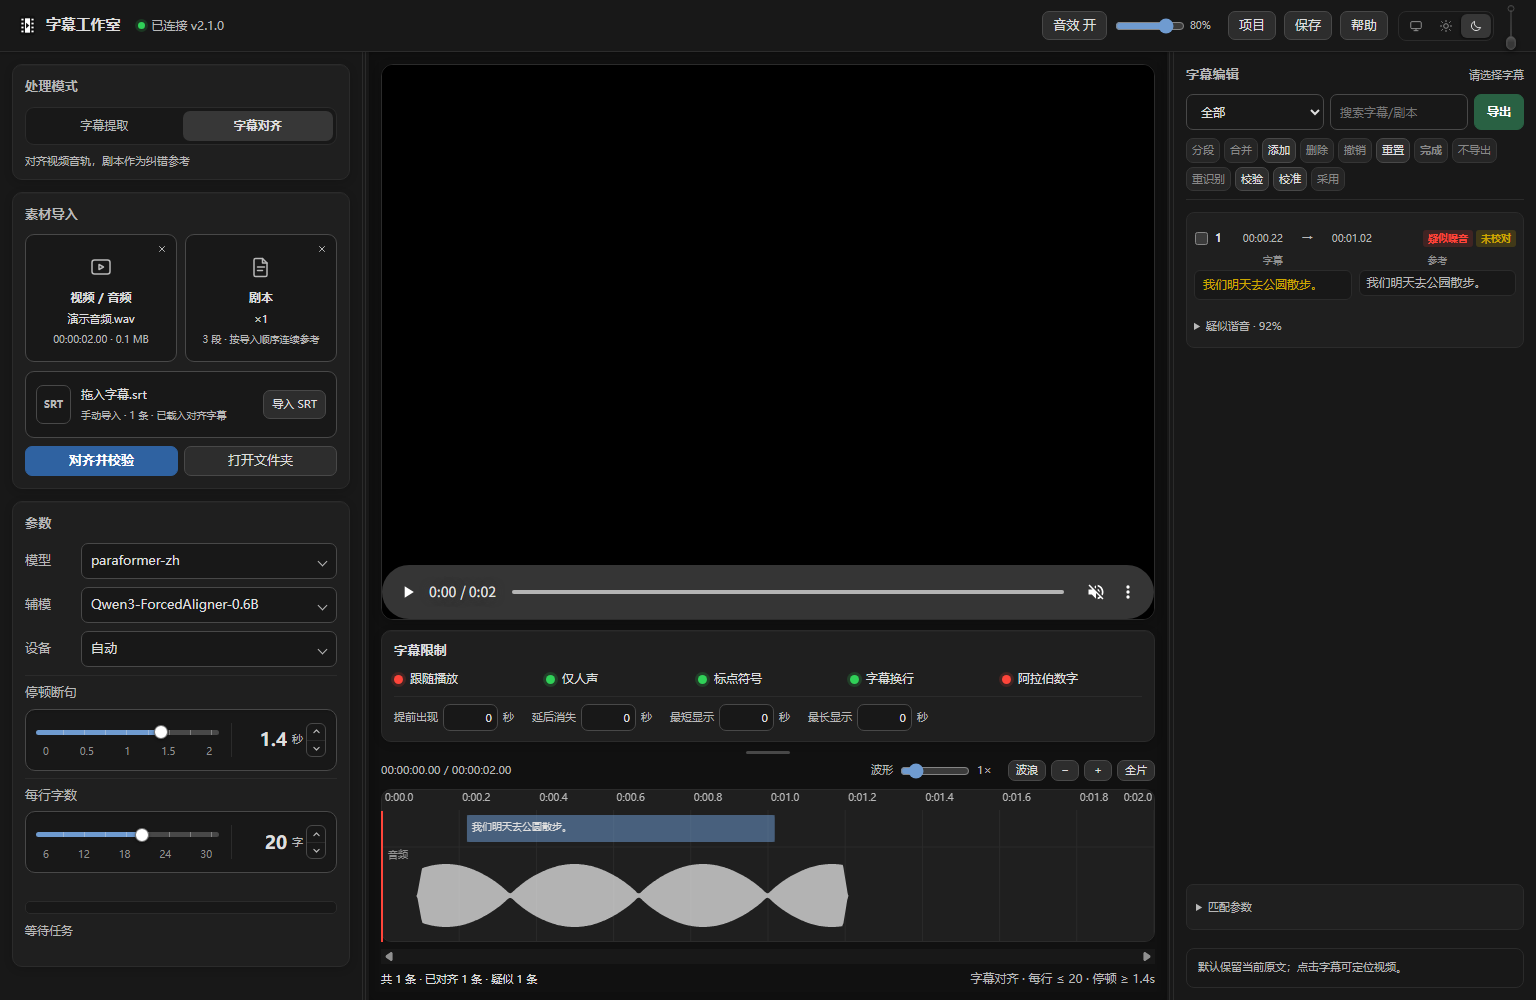 字幕工作室
已连接 v2.1.0
音效 开
80%
项目
保存
帮助
处理模式
字幕提取
字幕对齐
对齐视频音轨，剧本作为纠错参考
素材导入
×
视频 / 音频
演示音频.wav
00:00:02.00 · 0.1 MB
×
剧本
×1
3 段 · 按导入顺序连续参考
SRT
拖入字幕.srt
手动导入 · 1 条 · 已载入对齐字幕
导入 SRT
对齐并校验
打开文件夹
参数
模型
paraformer-zh
辅模
Qwen3-ForcedAligner-0.6B
设备
自动
停顿断句
0 0.5 1 1.5 2
1.4 秒
每行字数
6 12 18 24 30
20 字
等待任务
0:00 / 0:02
字幕限制
跟随播放
仅人声
标点符号
字幕换行
阿拉伯数字
提前出现 0 秒
延后消失 0 秒
最短显示 0 秒
最长显示 0 秒
00:00:00.00 / 00:00:02.00
波形
1×
波浪
−
+
全片
0:00.0 0:00.2 0:00.4 0:00.6 0:00.8 0:01.0 0:01.2 0:01.4 0:01.6 0:01.8 0:02.0
我们明天去公圆散步。
音频
共 1 条 · 已对齐 1 条 · 疑似 1 条
字幕对齐 · 每行 ≤ 20 · 停顿 ≥ 1.4s
字幕编辑
请选择字幕
全部
搜索字幕/剧本
导出
分段 合并 添加 删除 撤销 重置 完成 不导出
重识别 校验 校准 采用
1 00:00.22 → 00:01.02
疑似噪音 未校对
字幕
参考
我们明天去公圆散步。
我们明天去公园散步。
疑似谐音 · 92%
匹配参数
默认保留当前原文；点击字幕可定位视频。